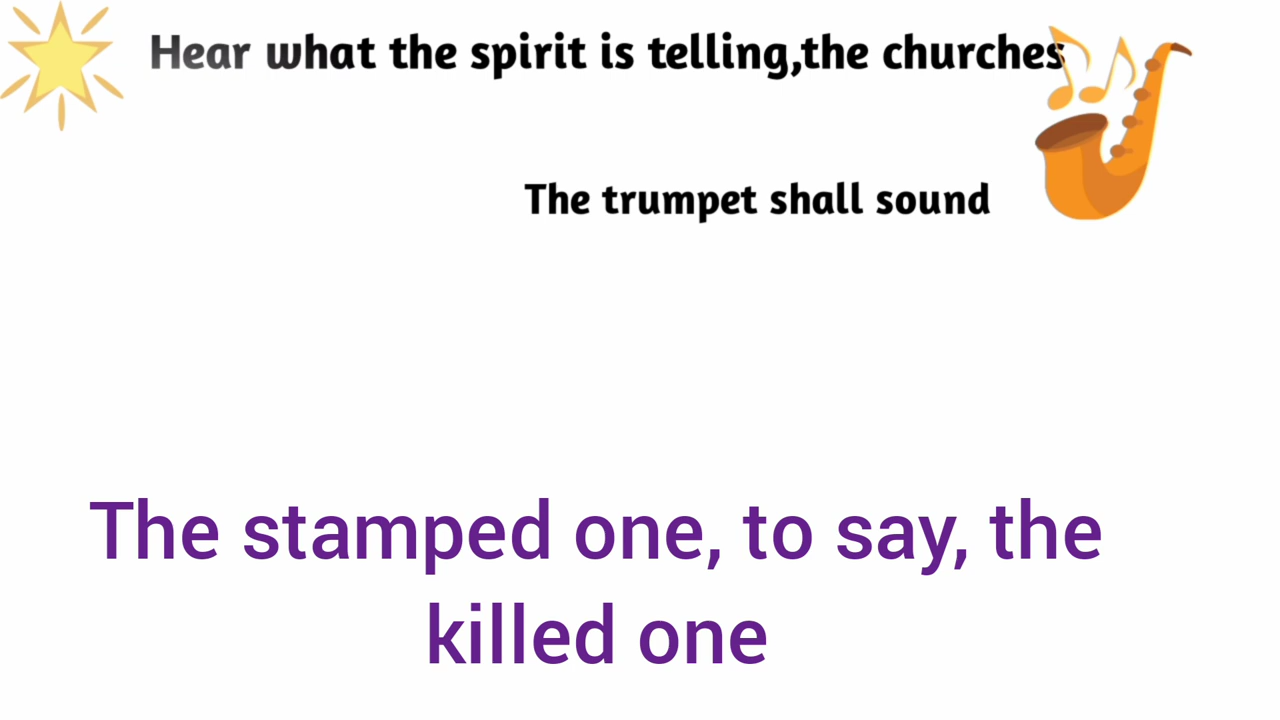 Hear what the spirit is telling,the churches
The trumpet shall sound
The stamped one, to say, the
killed one